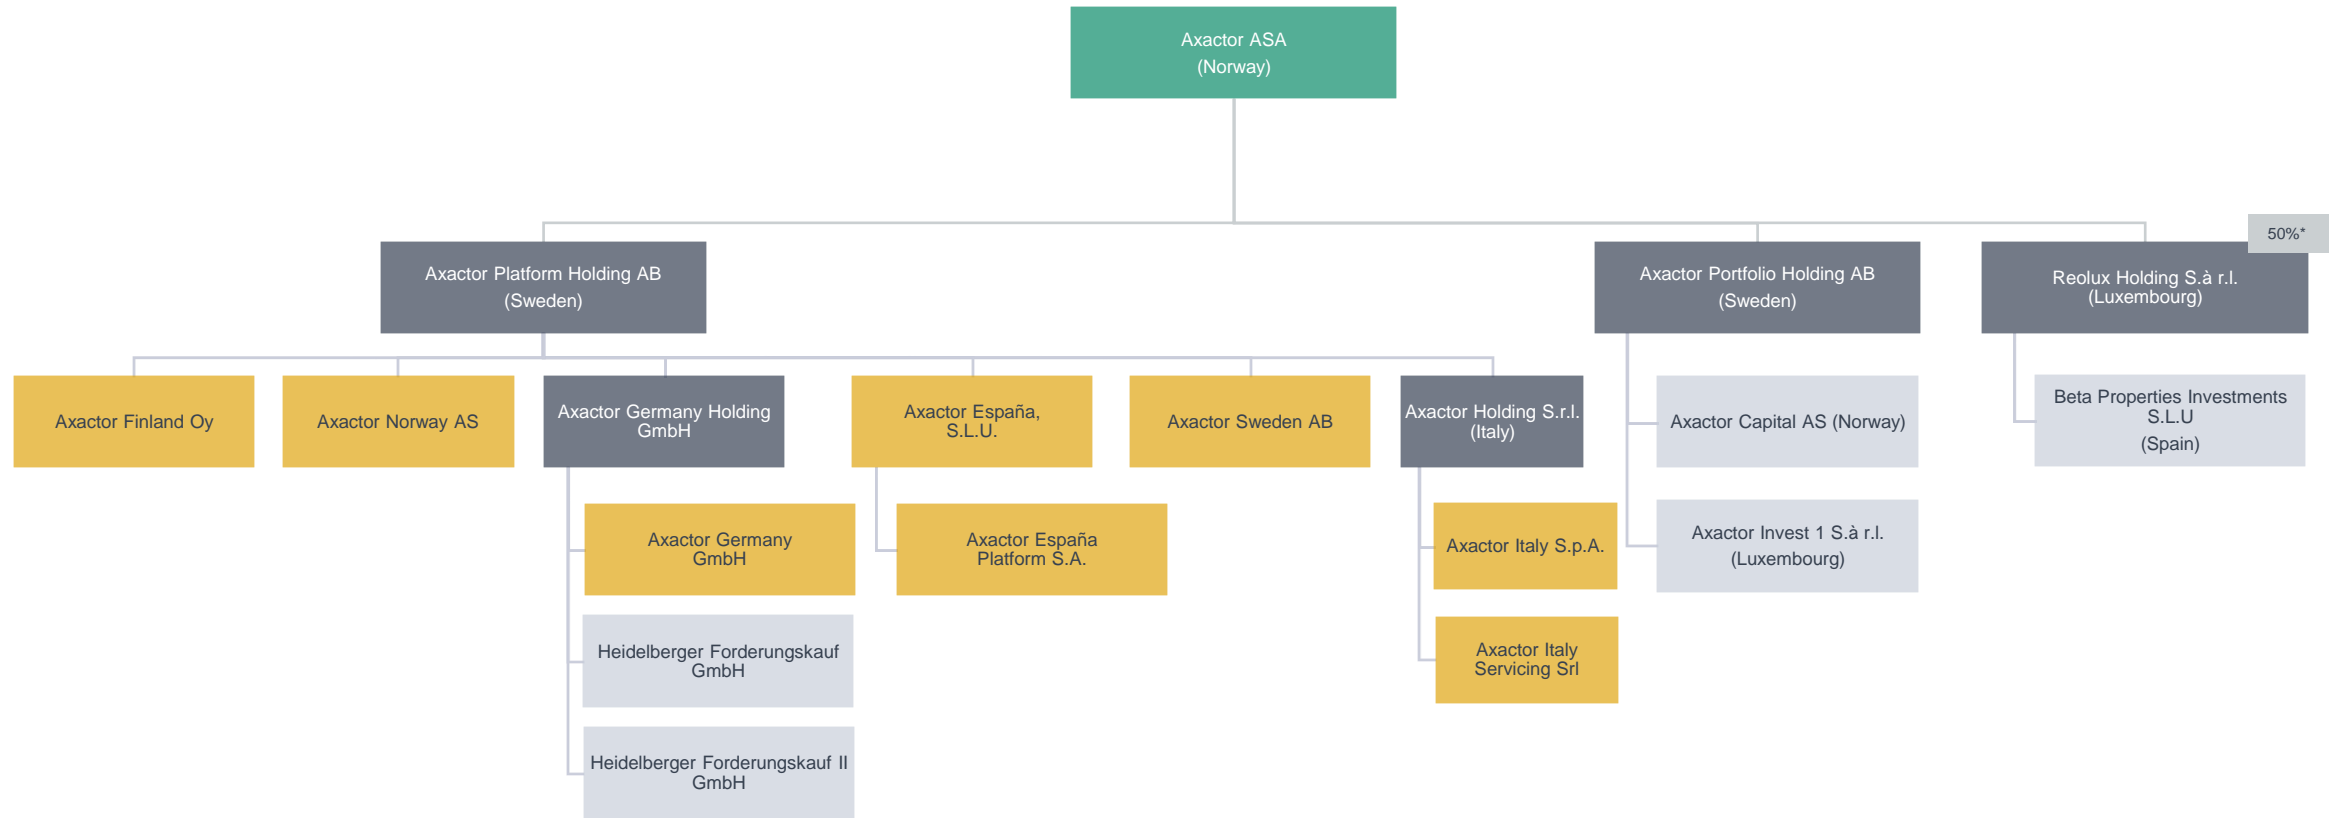 Axactor ASA
(Norway)
50%*
Axactor Platform Holding AB
(Sweden)
Axactor Portfolio Holding AB
(Sweden)
Reolux Holding S.à r.l.
(Luxembourg)
Axactor Finland Oy
Axactor Norway AS
Axactor Germany Holding
GmbH
Axactor España,
S.L.U.
Axactor Sweden AB
Axactor Holding S.r.l.
(Italy)
Axactor Capital AS (Norway)
Beta Properties Investments
S.L.U
(Spain)
Axactor Germany
GmbH
Axactor España
Platform S.A.
Axactor Italy S.p.A.
Axactor Invest 1 S.à r.l.
(Luxembourg)
Heidelberger Forderungskauf
GmbH
Axactor Italy
Servicing Srl
Heidelberger Forderungskauf II
GmbH